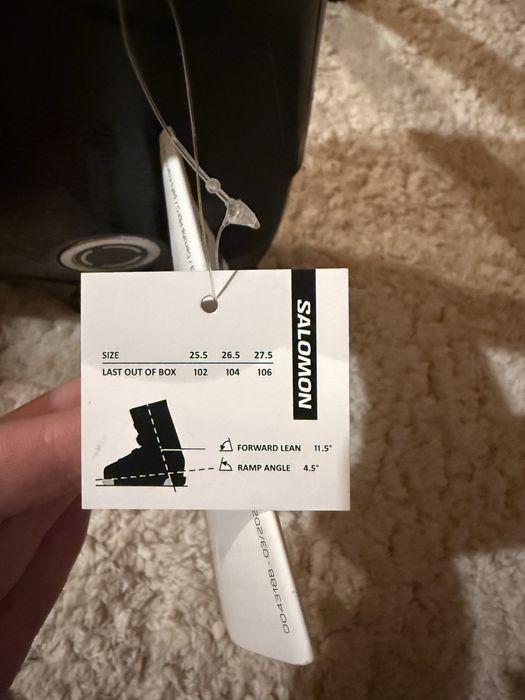 SALOMON
SIZE 25.5 26.5 27.5
LAST OUT OF BOX 102 104 106
FORWARD LEAN 11.5°
RAMP ANGLE 4.5°